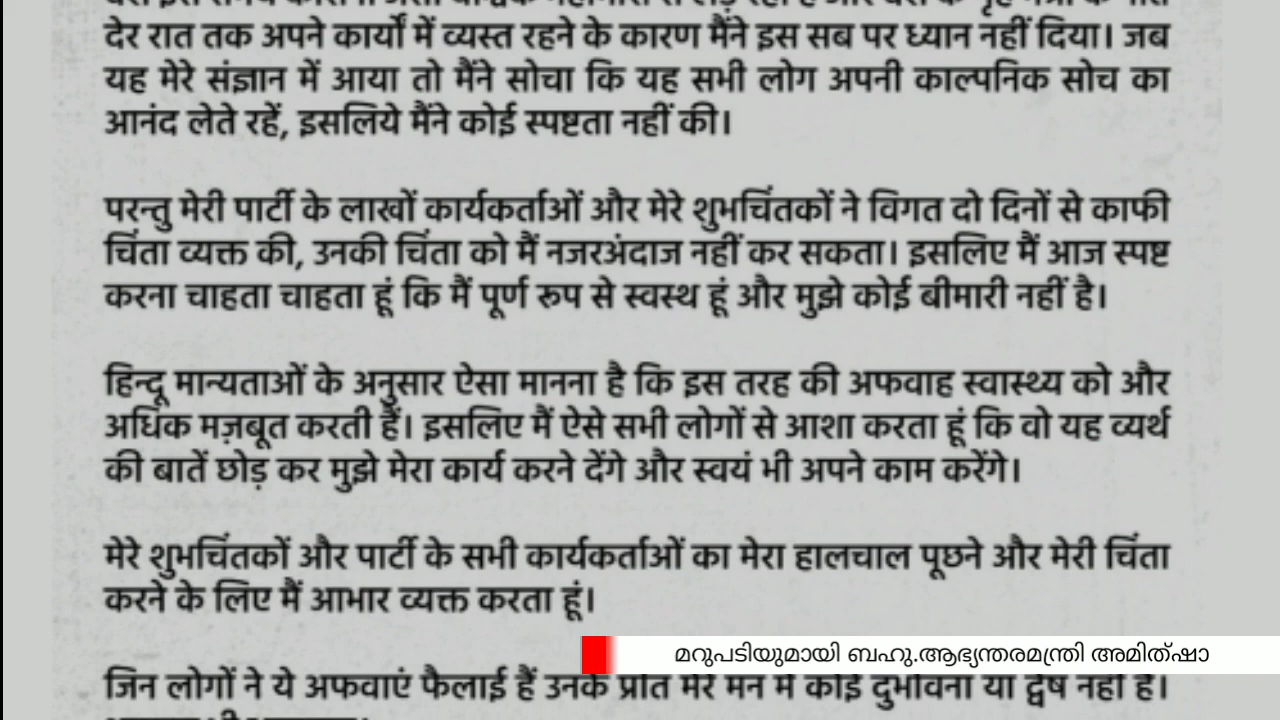 देर रात तक अपने कार्यों में व्यस्त रहने के कारण मैंने इस सब पर ध्यान नहीं दिया। जब
यह मेरे संज्ञान में आया तो मैंने सोचा कि यह सभी लोग अपनी काल्पनिक सोच का
आनंद लेते रहें, इसलिये मैंने कोई स्पष्टता नहीं की।
परन्तु मेरी पार्टी के लाखों कार्यकर्ताओं और मेरे शुभचिंतकों ने विगत दो दिनों से काफी
चिंता व्यक्त की, उनकी चिंता को मैं नजरअंदाज नहीं कर सकता। इसलिए मैं आज स्पष्ट
करना चाहता चाहता हूं कि मैं पूर्ण रूप से स्वस्थ हूं और मुझे कोई बीमारी नहीं है।
हिन्दू मान्यताओं के अनुसार ऐसा मानना है कि इस तरह की अफवाह स्वास्थ्य को और
अधिक मज़बूत करती हैं। इसलिए मैं ऐसे सभी लोगों से आशा करता हूं कि वो यह व्यर्थ
की बातें छोड़ कर मुझे मेरा कार्य करने देंगे और स्वयं भी अपने काम करेंगे।
मेरे शुभचिंतकों और पार्टी के सभी कार्यकर्ताओं का मेरा हालचाल पूछने और मेरी चिंता
करने के लिए मैं आभार व्यक्त करता हूं।
മറുപടിയുമായി ബഹു.ആഭ്യന്തരമന്ത്രി അമിത്ഷാ
जिन लोगों ने ये अफवाएं फैलाई हैं उनके प्रति मेरे मन में कोई दुर्भावना या द्वेष नहीं है।